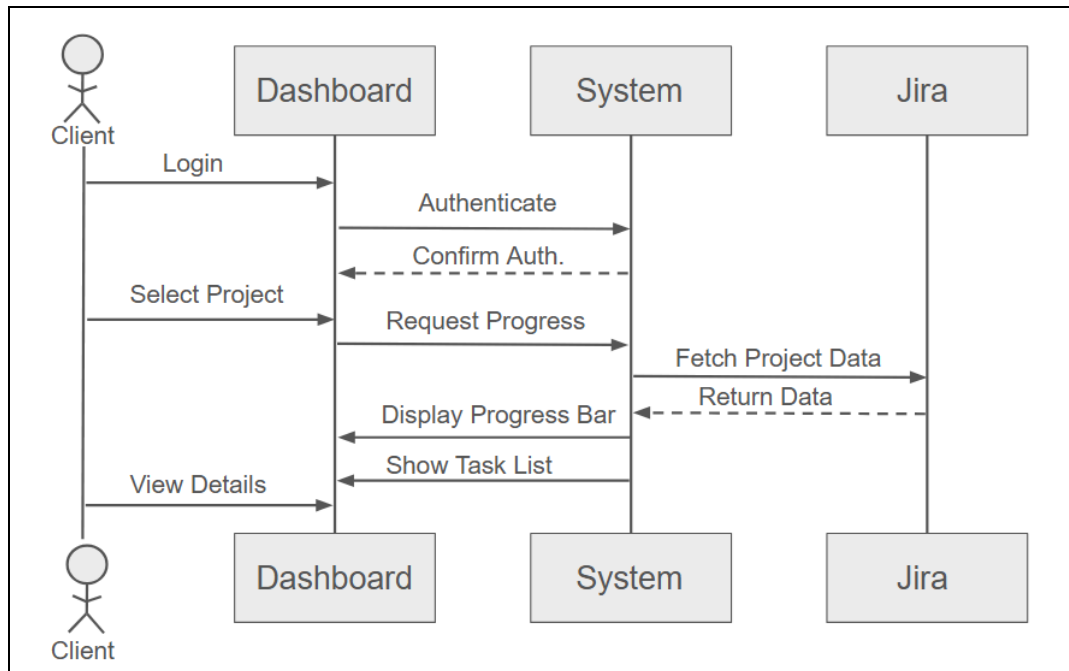 Client
Dashboard
System
Jira
Login
Authenticate
Confirm Auth.
Select Project
Request Progress
Fetch Project Data
Return Data
Display Progress Bar
Show Task List
View Details
Dashboard
System
Jira
Client